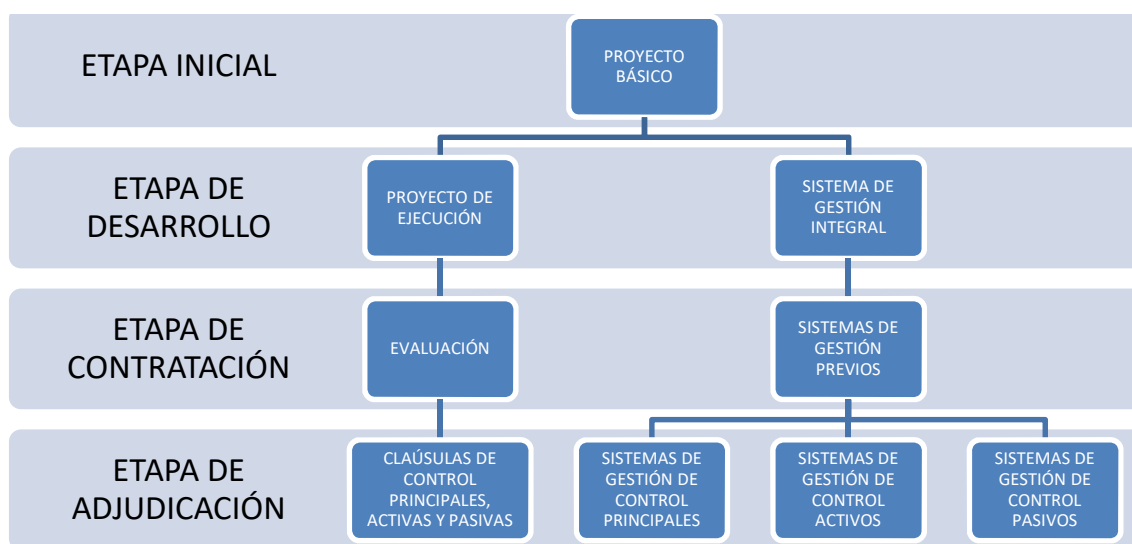 ETAPA INICIAL
PROYECTO
BÁSICO
ETAPA DE
DESARROLLO
PROYECTO DE
EJECUCIÓN
SISTEMA DE
GESTIÓN
INTEGRAL
ETAPA DE
CONTRATACIÓN
EVALUACIÓN
SISTEMAS DE
GESTIÓN
PREVIOS
ETAPA DE
ADJUDICACIÓN
CLAÚSULAS DE
CONTROL
PRINCIPALES,
ACTIVAS Y PASIVAS
SISTEMAS DE
GESTIÓN DE
CONTROL
PRINCIPALES
SISTEMAS DE
GESTIÓN DE
CONTROL
ACTIVOS
SISTEMAS DE
GESTIÓN DE
CONTROL
PASIVOS